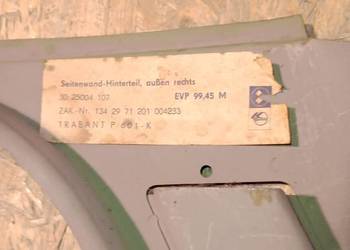 Seitenwand-Hinterteil, außen rechts
30 25004 107 EVP 99,45 M
ZAK-Nr. 134 29 71 201 004233
TRABANT P 601-K